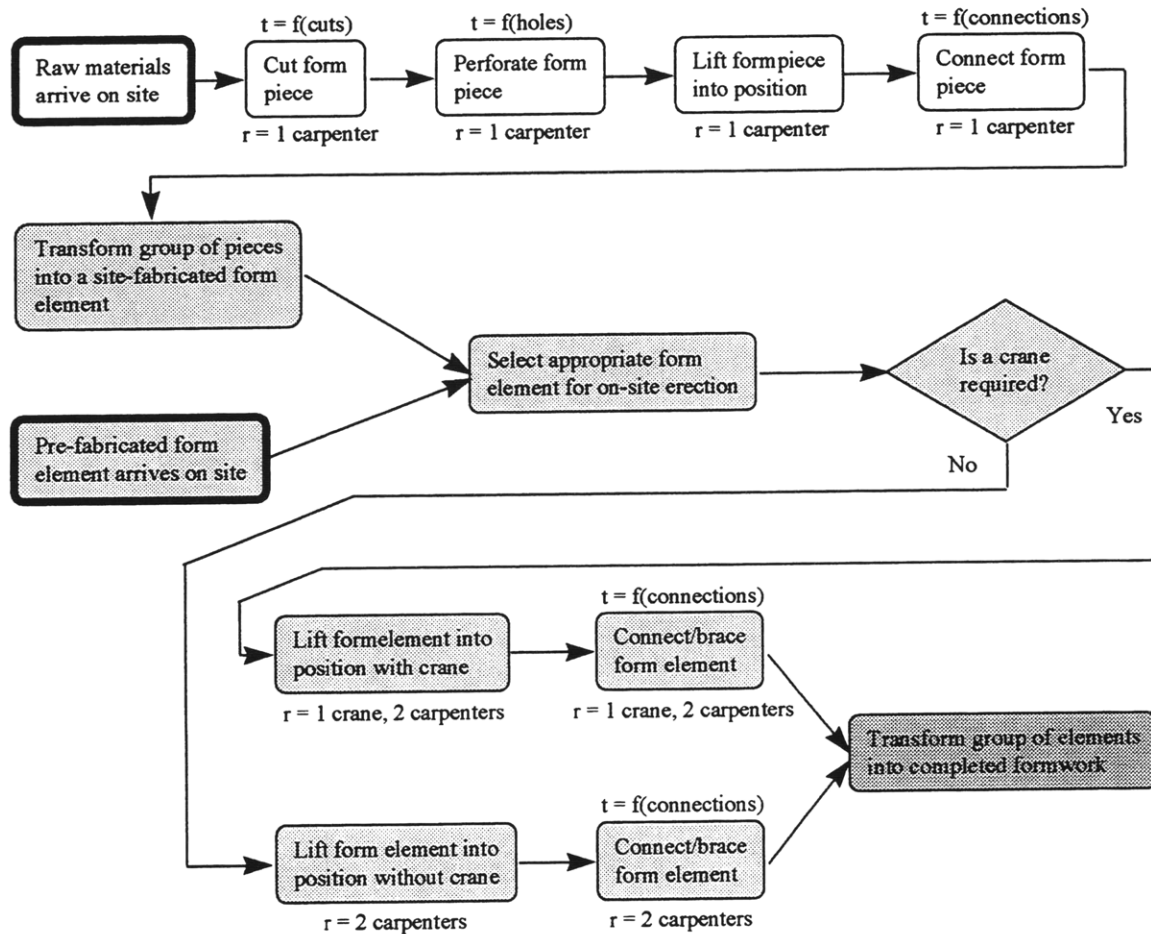 t = f(cuts)
t = f(holes)
t = f(connections)
Raw materials
arrive on site
Cut form
piece
Perforate form
piece
Lift formpiece
into position
Connect form
piece
r = 1 carpenter
r = 1 carpenter
r = 1 carpenter
r = 1 carpenter
Transform group of pieces
into a site-fabricated form
element
Select appropriate form
element for on-site erection
Is a crane
required?
Yes
No
Pre-fabricated form
element arrives on site
t = f(connections)
Lift formelement into
position with crane
Connect/brace
form element
r = 1 crane, 2 carpenters
r = 1 crane, 2 carpenters
Transform group of elements
into completed formwork
t = f(connections)
Lift form element into
position without crane
Connect/brace
form element
r = 2 carpenters
r = 2 carpenters